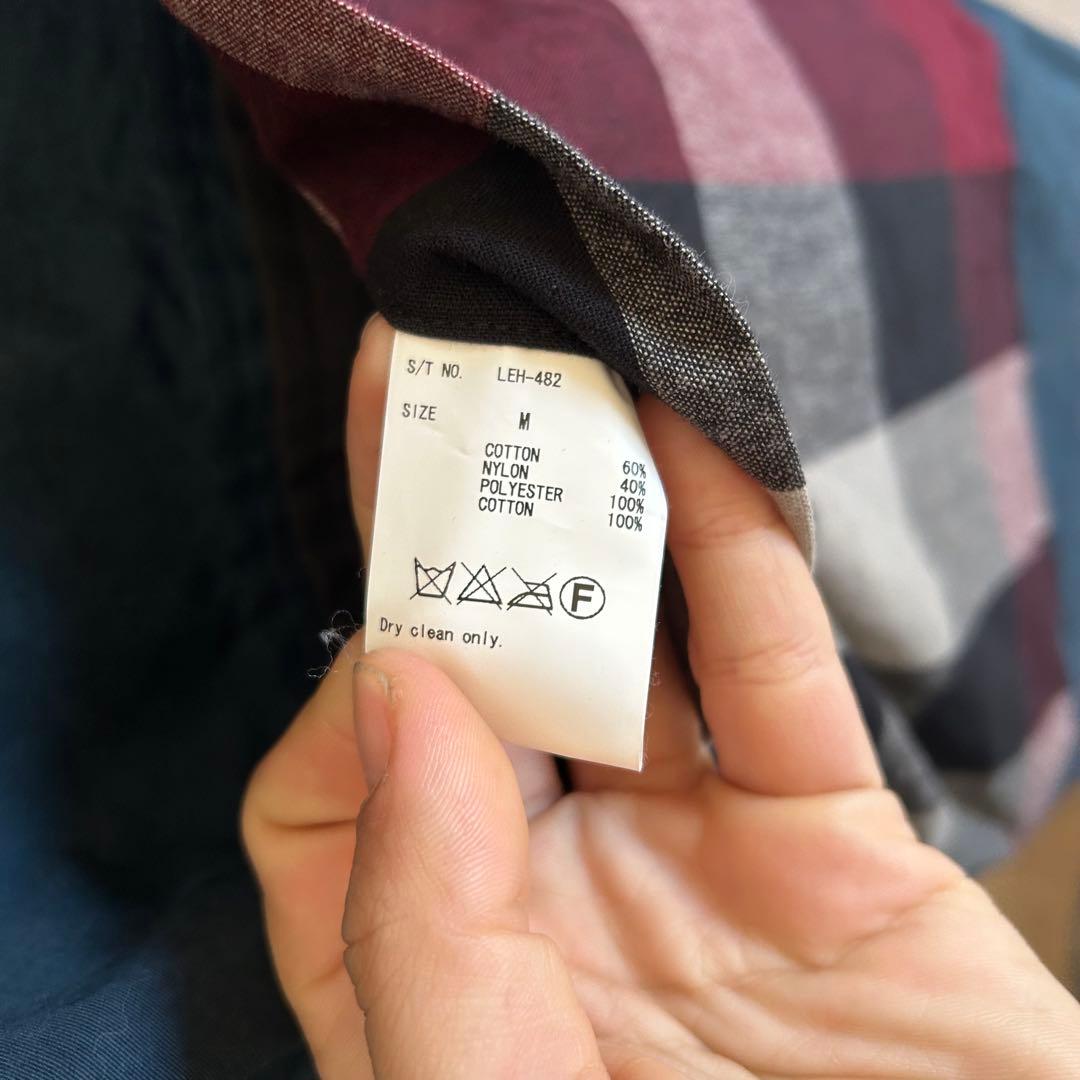 S/T NO. LEH-482
SIZE M
COTTON 60%
NYLON 40%
POLYESTER 100%
COTTON 100%
F
Dry clean only.